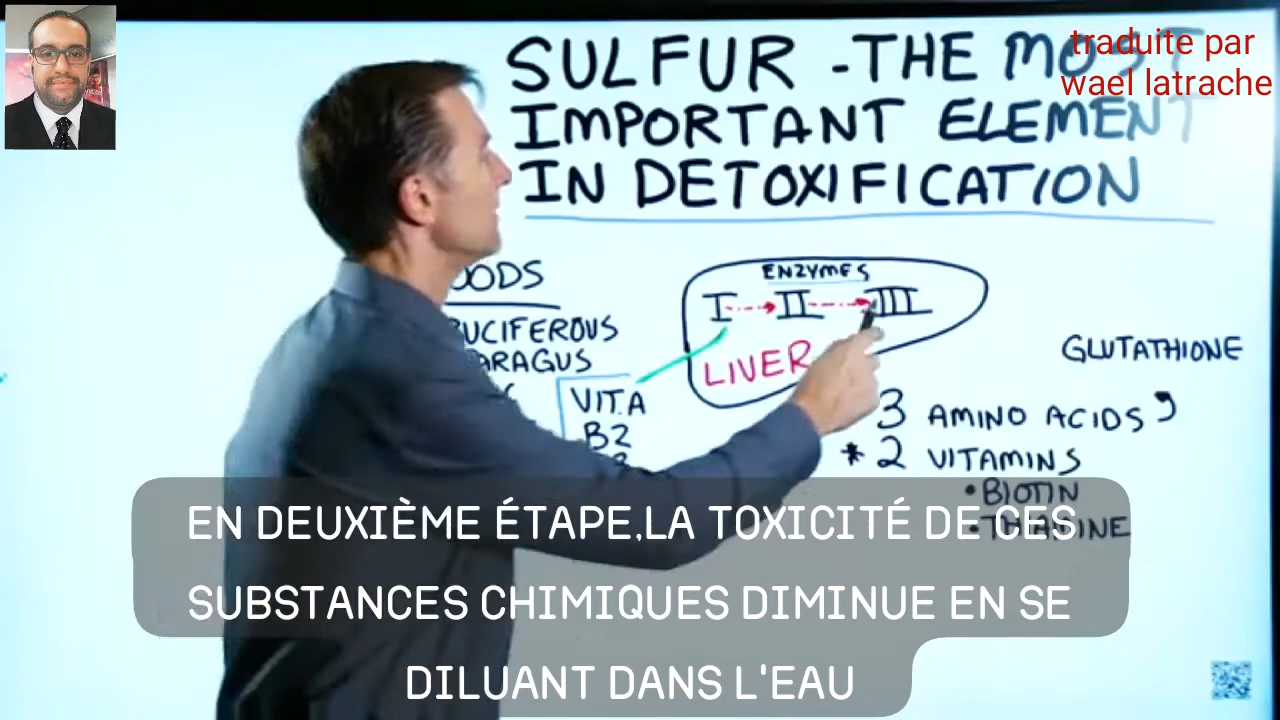 SULFUR - THE MOST
IMPORTANT ELEMENT
IN DETOXIFICATION
traduite par
wael latrache
ENZYMES
I II III
LIVER
GLUTATHIONE
VIT.A
B2
3 AMINO ACIDS
* 2 VITAMINS
• BIOTIN
• THIAMINE
EN DEUXIÈME ÉTAPE,LA TOXICITÉ DE CES
SUBSTANCES CHIMIQUES DIMINUE EN SE
DILUANT DANS L'EAU